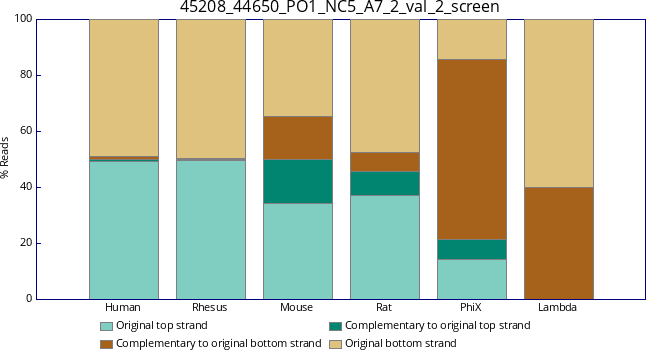 45208_44650_PO1_NC5_A7_2_val_2_screen
100
80
60
40
20
0
% Reads
Human Rhesus Mouse Rat PhiX Lambda
Original top strand Complementary to original top strand
Complementary to original bottom strand Original bottom strand